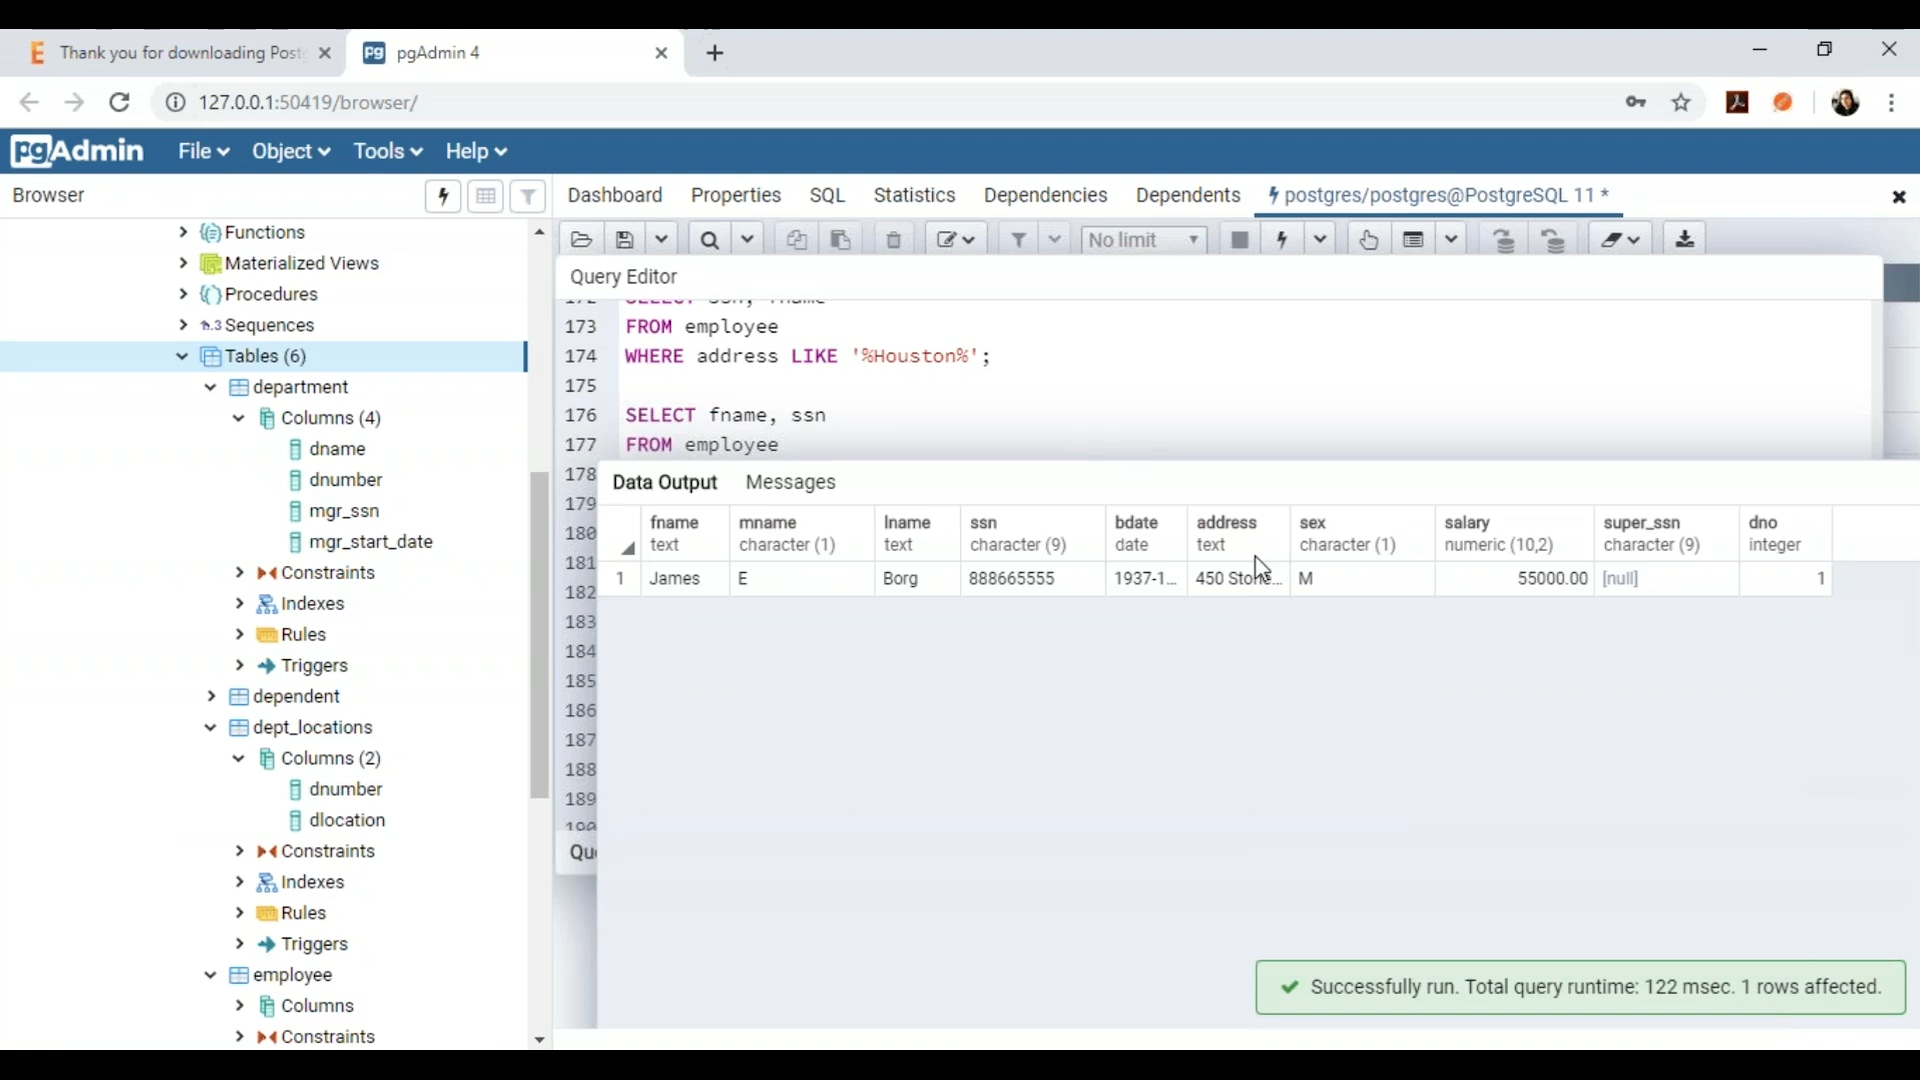 Thank you for downloading Post
pgAdmin 4
127.0.0.1:50419/browser/
pgAdmin
File
Object
Tools
Help
Browser
Dashboard
Properties
SQL
Statistics
Dependencies
Dependents
postgres/postgres@PostgreSQL 11 *
No limit
Functions
Materialized Views
Procedures
Sequences
Tables (6)
department
Columns (4)
dname
dnumber
mgr_ssn
mgr_start_date
Constraints
Indexes
Rules
Triggers
dependent
dept_locations
Columns (2)
dnumber
dlocation
Constraints
Indexes
Rules
Triggers
employee
Columns
Constraints
Query Editor
172 SELECT ssn, fname
173 FROM employee
174 WHERE address LIKE '%Houston%';
175
176 SELECT fname, ssn
177 FROM employee
178
179
180
181
182
183
184
185
186
187
188
189
190
Que
Data Output Messages
fname mname lname ssn bdate address sex salary super_ssn dno
text character (1) text character (9) date text character (1) numeric (10,2) character (9) integer
1 James E Borg 888665555 1937-1... 450 Stone... M 55000.00 [null] 1
Successfully run. Total query runtime: 122 msec. 1 rows affected.